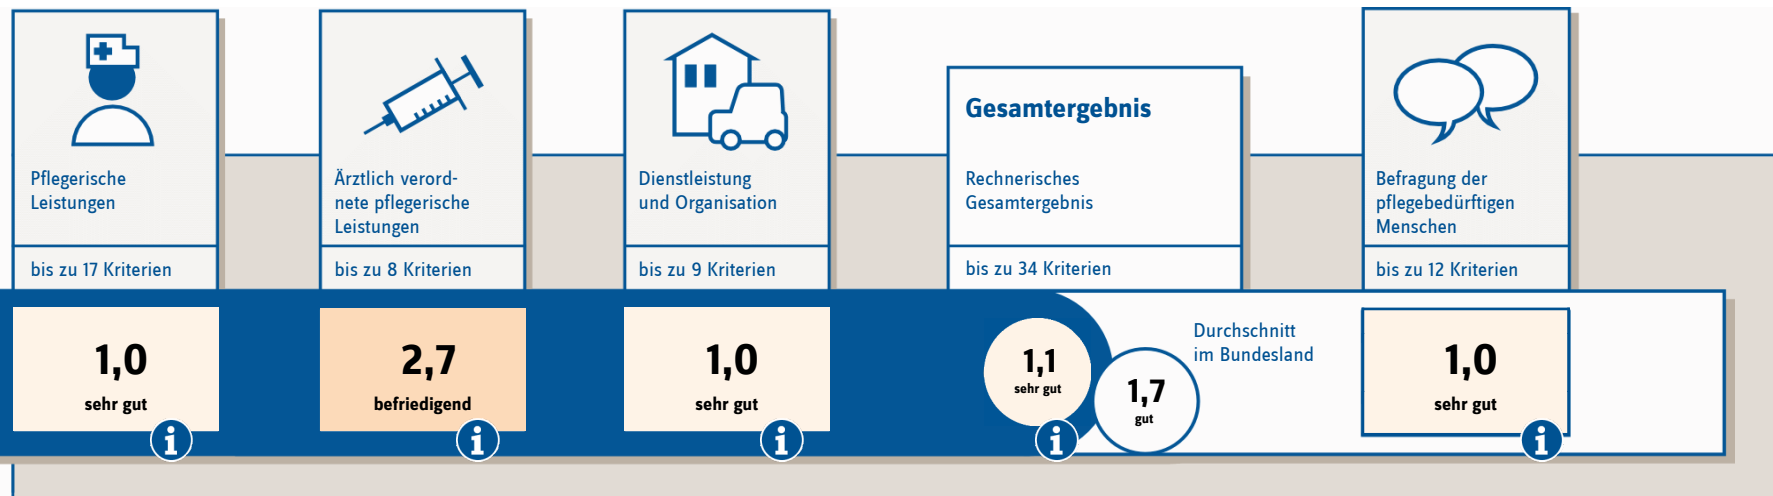 Pflegerische
Leistungen
bis zu 17 Kriterien
1,0
sehr gut
i
Ärztlich verord-
nete pflegerische
Leistungen
bis zu 8 Kriterien
2,7
befriedigend
i
Dienstleistung
und Organisation
bis zu 9 Kriterien
1,0
sehr gut
i
Gesamtergebnis
Rechnerisches
Gesamtergebnis
bis zu 34 Kriterien
1,1
sehr gut
i
1,7
gut
Durchschnitt
im Bundesland
Befragung der
pflegebedürftigen
Menschen
bis zu 12 Kriterien
1,0
sehr gut
i